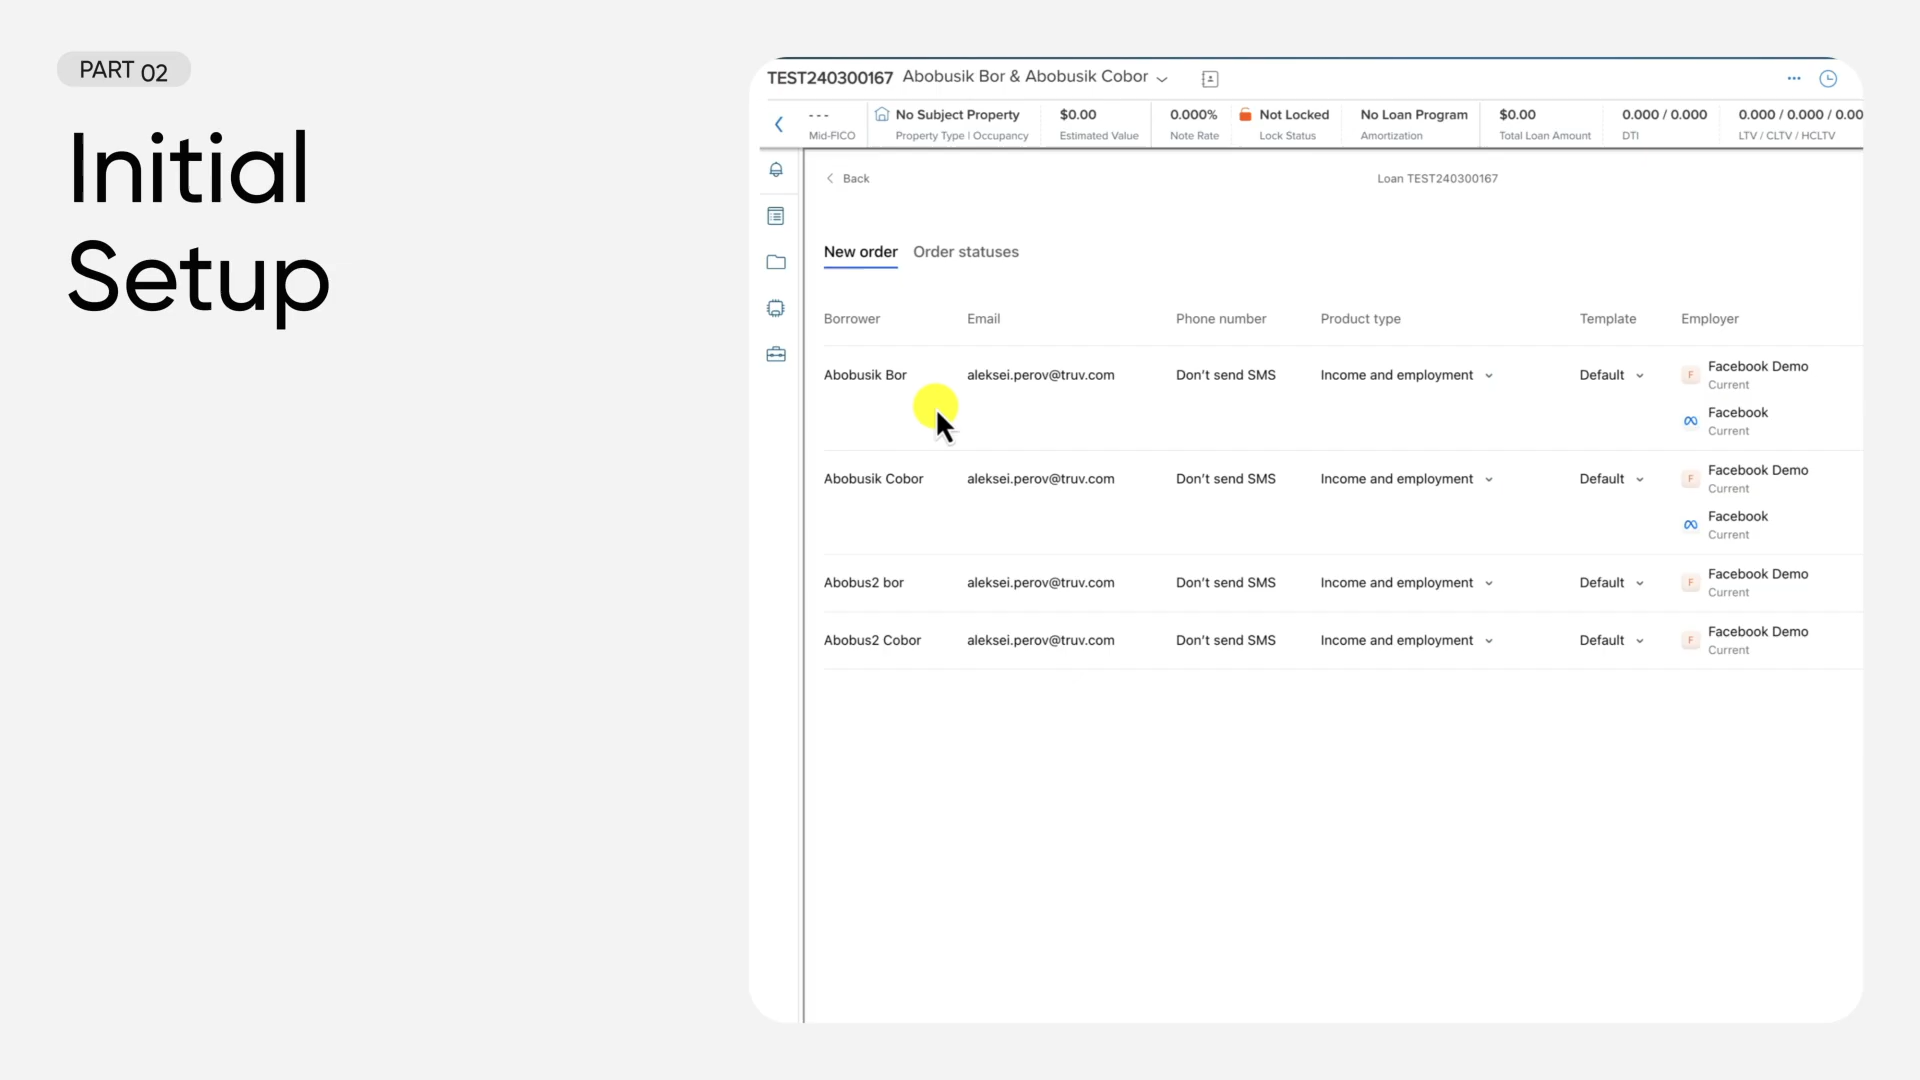 PART 02
Initial
Setup
TEST240300167 Abobusik Bor & Abobusik Cobor
- - - No Subject Property $0.00 0.000% Not Locked No Loan Program $0.00 0.000 / 0.000 0.000 / 0.000 / 0.00
Mid-FICO Property Type | Occupancy Estimated Value Note Rate Lock Status Amortization Total Loan Amount DTI LTV / CLTV / HCLTV
Back Loan TEST240300167
New order Order statuses
Borrower Email Phone number Product type Template Employer
Abobusik Bor aleksei.perov@truv.com Don't send SMS Income and employment Default F Facebook Demo
Current
Facebook
Current
Abobusik Cobor aleksei.perov@truv.com Don't send SMS Income and employment Default F Facebook Demo
Current
Facebook
Current
Abobus2 bor aleksei.perov@truv.com Don't send SMS Income and employment Default F Facebook Demo
Current
Abobus2 Cobor aleksei.perov@truv.com Don't send SMS Income and employment Default F Facebook Demo
Current